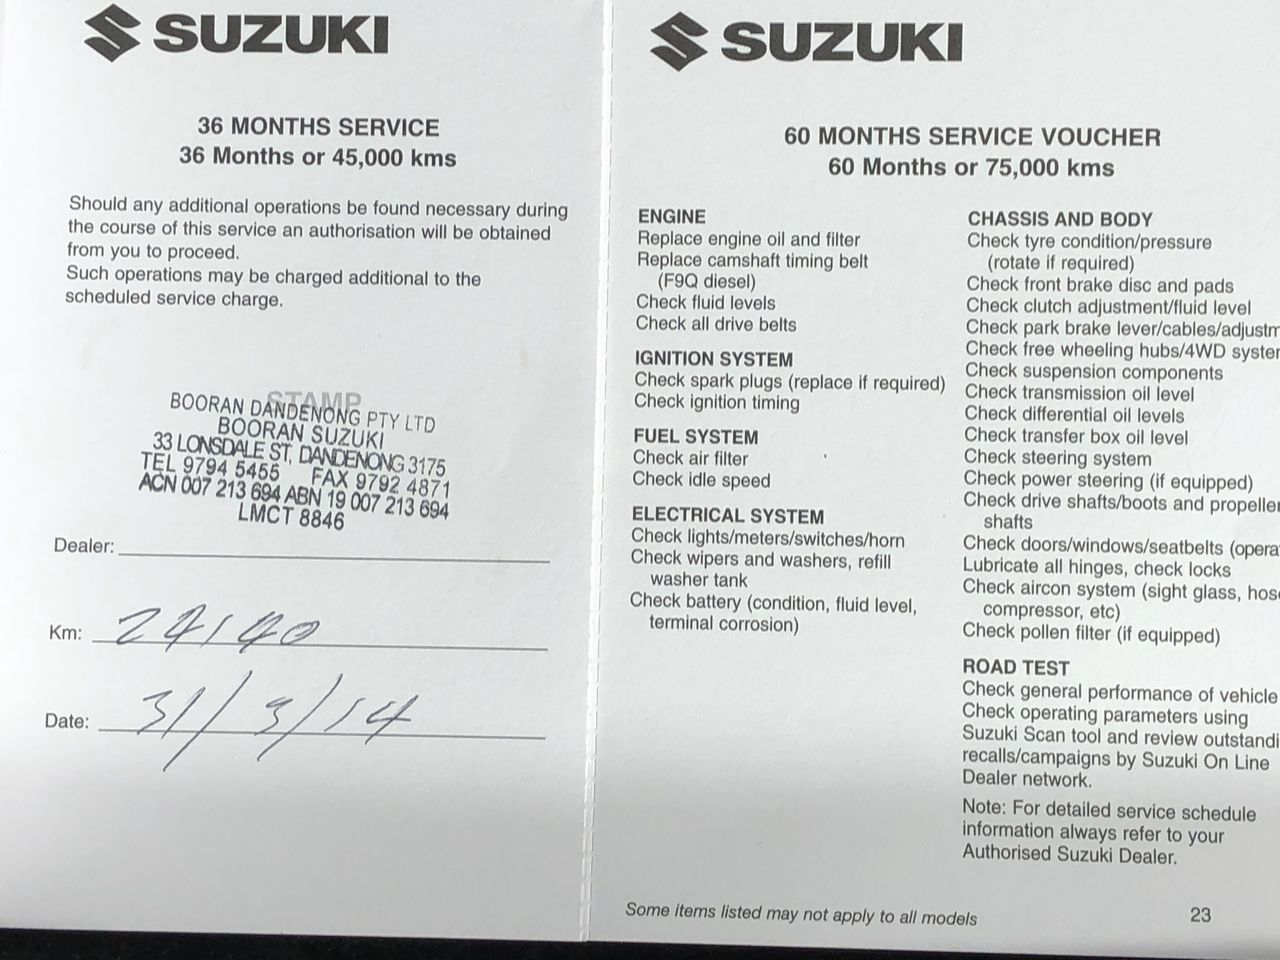 SUZUKI
36 MONTHS SERVICE
36 Months or 45,000 kms
Should any additional operations be found necessary during
the course of this service an authorisation will be obtained
from you to proceed.
Such operations may be charged additional to the
scheduled service charge.
STAMP
BOORAN DANDENONG PTY LTD
BOORAN SUZUKI
33 LONSDALE ST, DANDENONG 3175
TEL 9794 5455 FAX 9792 4871
ACN 007 213 694 ABN 19 007 213 694
LMCT 8846
Dealer:
Km: 24140
Date: 31/3/14
SUZUKI
60 MONTHS SERVICE VOUCHER
60 Months or 75,000 kms
ENGINE
Replace engine oil and filter
Replace camshaft timing belt
(F9Q diesel)
Check fluid levels
Check all drive belts
IGNITION SYSTEM
Check spark plugs (replace if required)
Check ignition timing
FUEL SYSTEM
Check air filter
Check idle speed
ELECTRICAL SYSTEM
Check lights/meters/switches/horn
Check wipers and washers, refill
washer tank
Check battery (condition, fluid level,
terminal corrosion)
CHASSIS AND BODY
Check tyre condition/pressure
(rotate if required)
Check front brake disc and pads
Check clutch adjustment/fluid level
Check park brake lever/cables/adjustm
Check free wheeling hubs/4WD system
Check suspension components
Check transmission oil level
Check differential oil levels
Check transfer box oil level
Check steering system
Check power steering (if equipped)
Check drive shafts/boots and propeller
shafts
Check doors/windows/seatbelts (opera
Lubricate all hinges, check locks
Check aircon system (sight glass, hose
compressor, etc)
Check pollen filter (if equipped)
ROAD TEST
Check general performance of vehicle
Check operating parameters using
Suzuki Scan tool and review outstandi
recalls/campaigns by Suzuki On Line
Dealer network.
Note: For detailed service schedule
information always refer to your
Authorised Suzuki Dealer.
Some items listed may not apply to all models
23